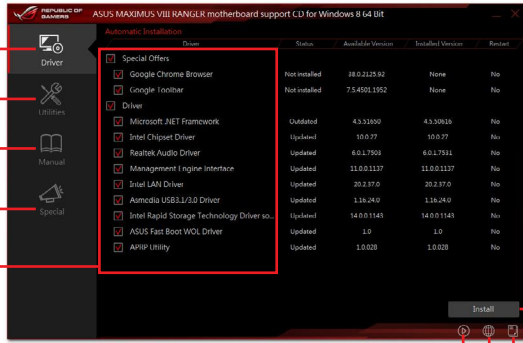 REPUBLIC OF GAMERS
ASUS MAXIMUS VIII RANGER motherboard support CD for Windows 8 64 Bit
Automatic Installation
Driver Status Available Version Installed Version Restart
Special Offers
Google Chrome Browser Not installed 38.0.2125.92 None No
Google Toolbar Not installed 7.5.4501.1952 None No
Driver
Microsoft .NET Framework Outdated 4.5.51650 4.5.50616 No
Intel Chipset Driver Updated 10.0.27 10.0.27 No
Realtek Audio Driver Updated 6.0.1.7503 6.0.1.7531 No
Management Engine Interface Updated 11.0.0.1137 11.0.0.1137 No
Intel LAN Driver Updated 20.2.37.0 20.2.37.0 No
Asmedia USB3.1/3.0 Driver Updated 1.16.24.0 1.16.24.0 No
Intel Rapid Storage Technology Driver so... Updated 14.0.0.1143 14.0.0.1143 No
ASUS Fast Boot WOL Driver Updated 1.0 1.0 No
APRP Utility Updated 1.0.028 1.0.028 No
Driver
Utilities
Manual
Special
Install